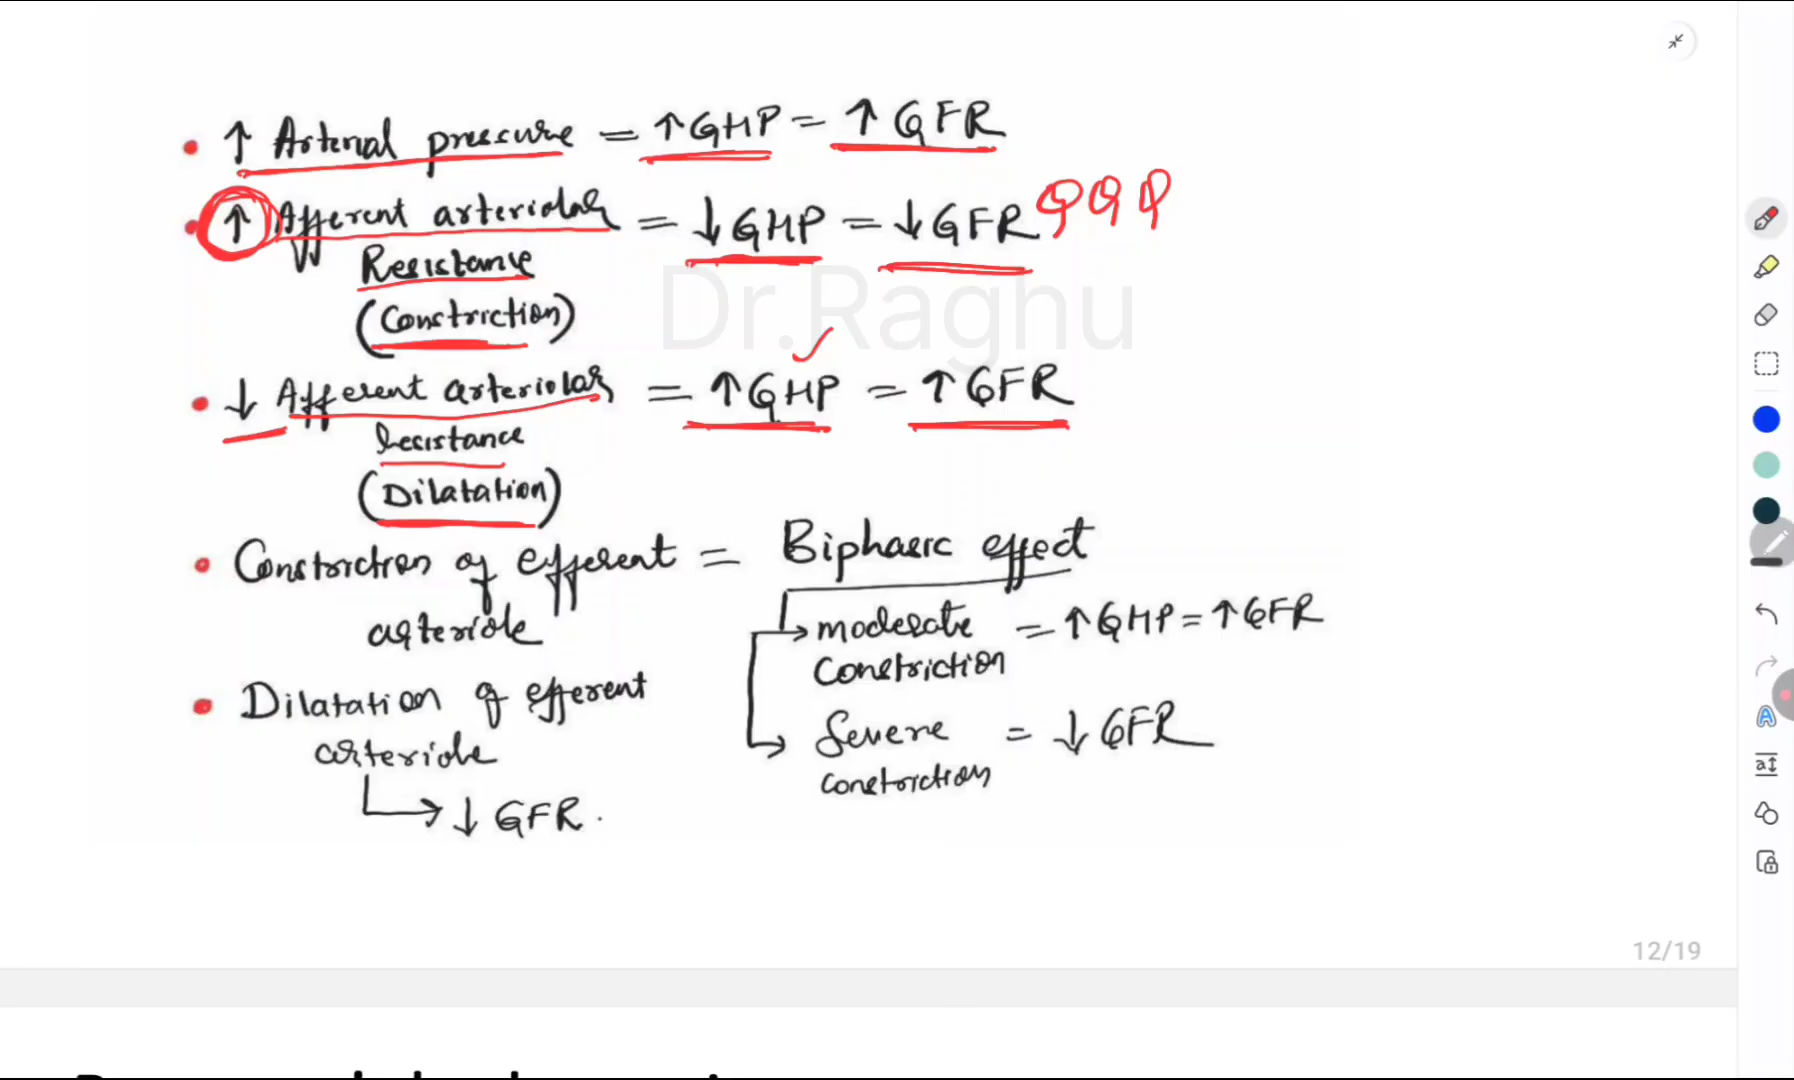 • ↑ Arterial pressure = ↑GHP = ↑ GFR
• ↑ Afferent arteriolar = ↓ GHP = ↓ GFR
Resistance
(Constriction)
Dr.Raghu
• ↓ Afferent arteriolar = ↑ GHP = ↑ GFR
Resistance
(Dilatation)
• Constriction of efferent arteriole = Biphasic effect
→ moderate constriction = ↑ GHP = ↑ GFR
→ Severe constriction = ↓ GFR
• Dilatation of efferent
arteriole
→ ↓ GFR.
12/19